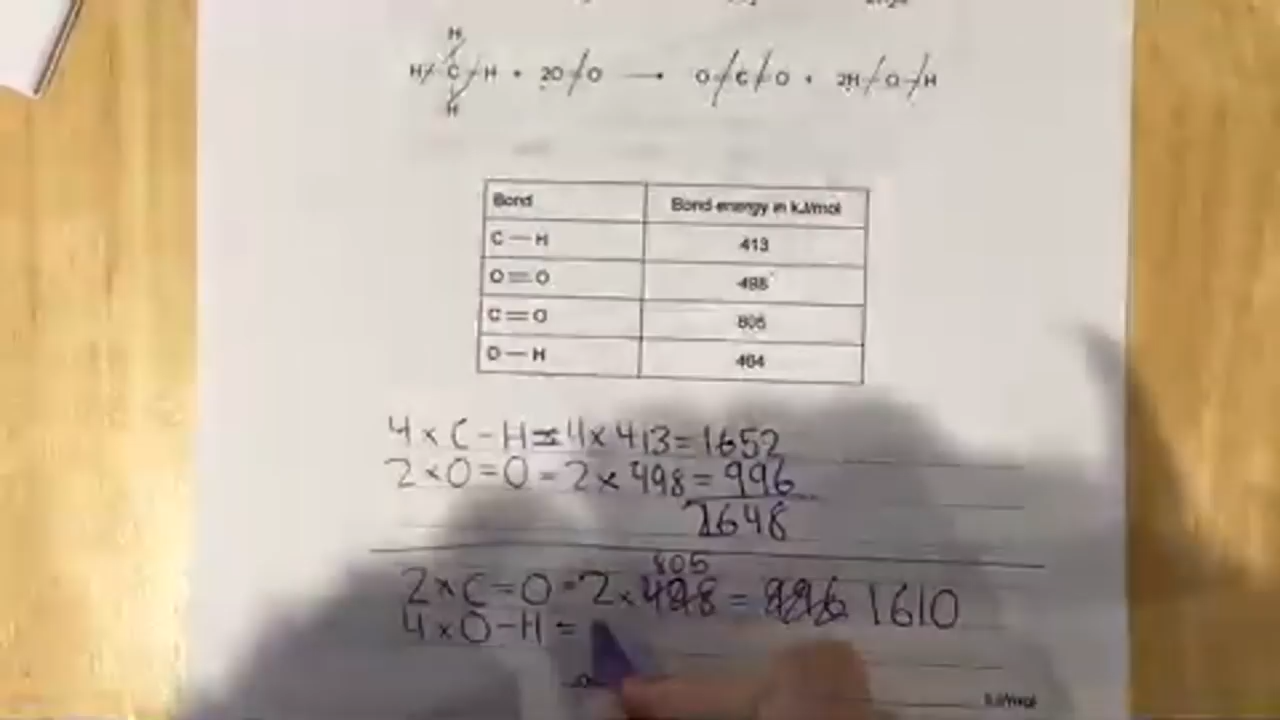 H
H C H + 2O O → O C O + 2H O H
H
Bond Bond energy in kJ/mol
C — H 413
O = O 498
C = O 805
O — H 464
4 × C - H = 4 × 413 = 1652
2 × O = O = 2 × 498 = 996
2648
805
2 × C = O = 2 × 498 = 996 1610
4 × O - H =
kJ/mol